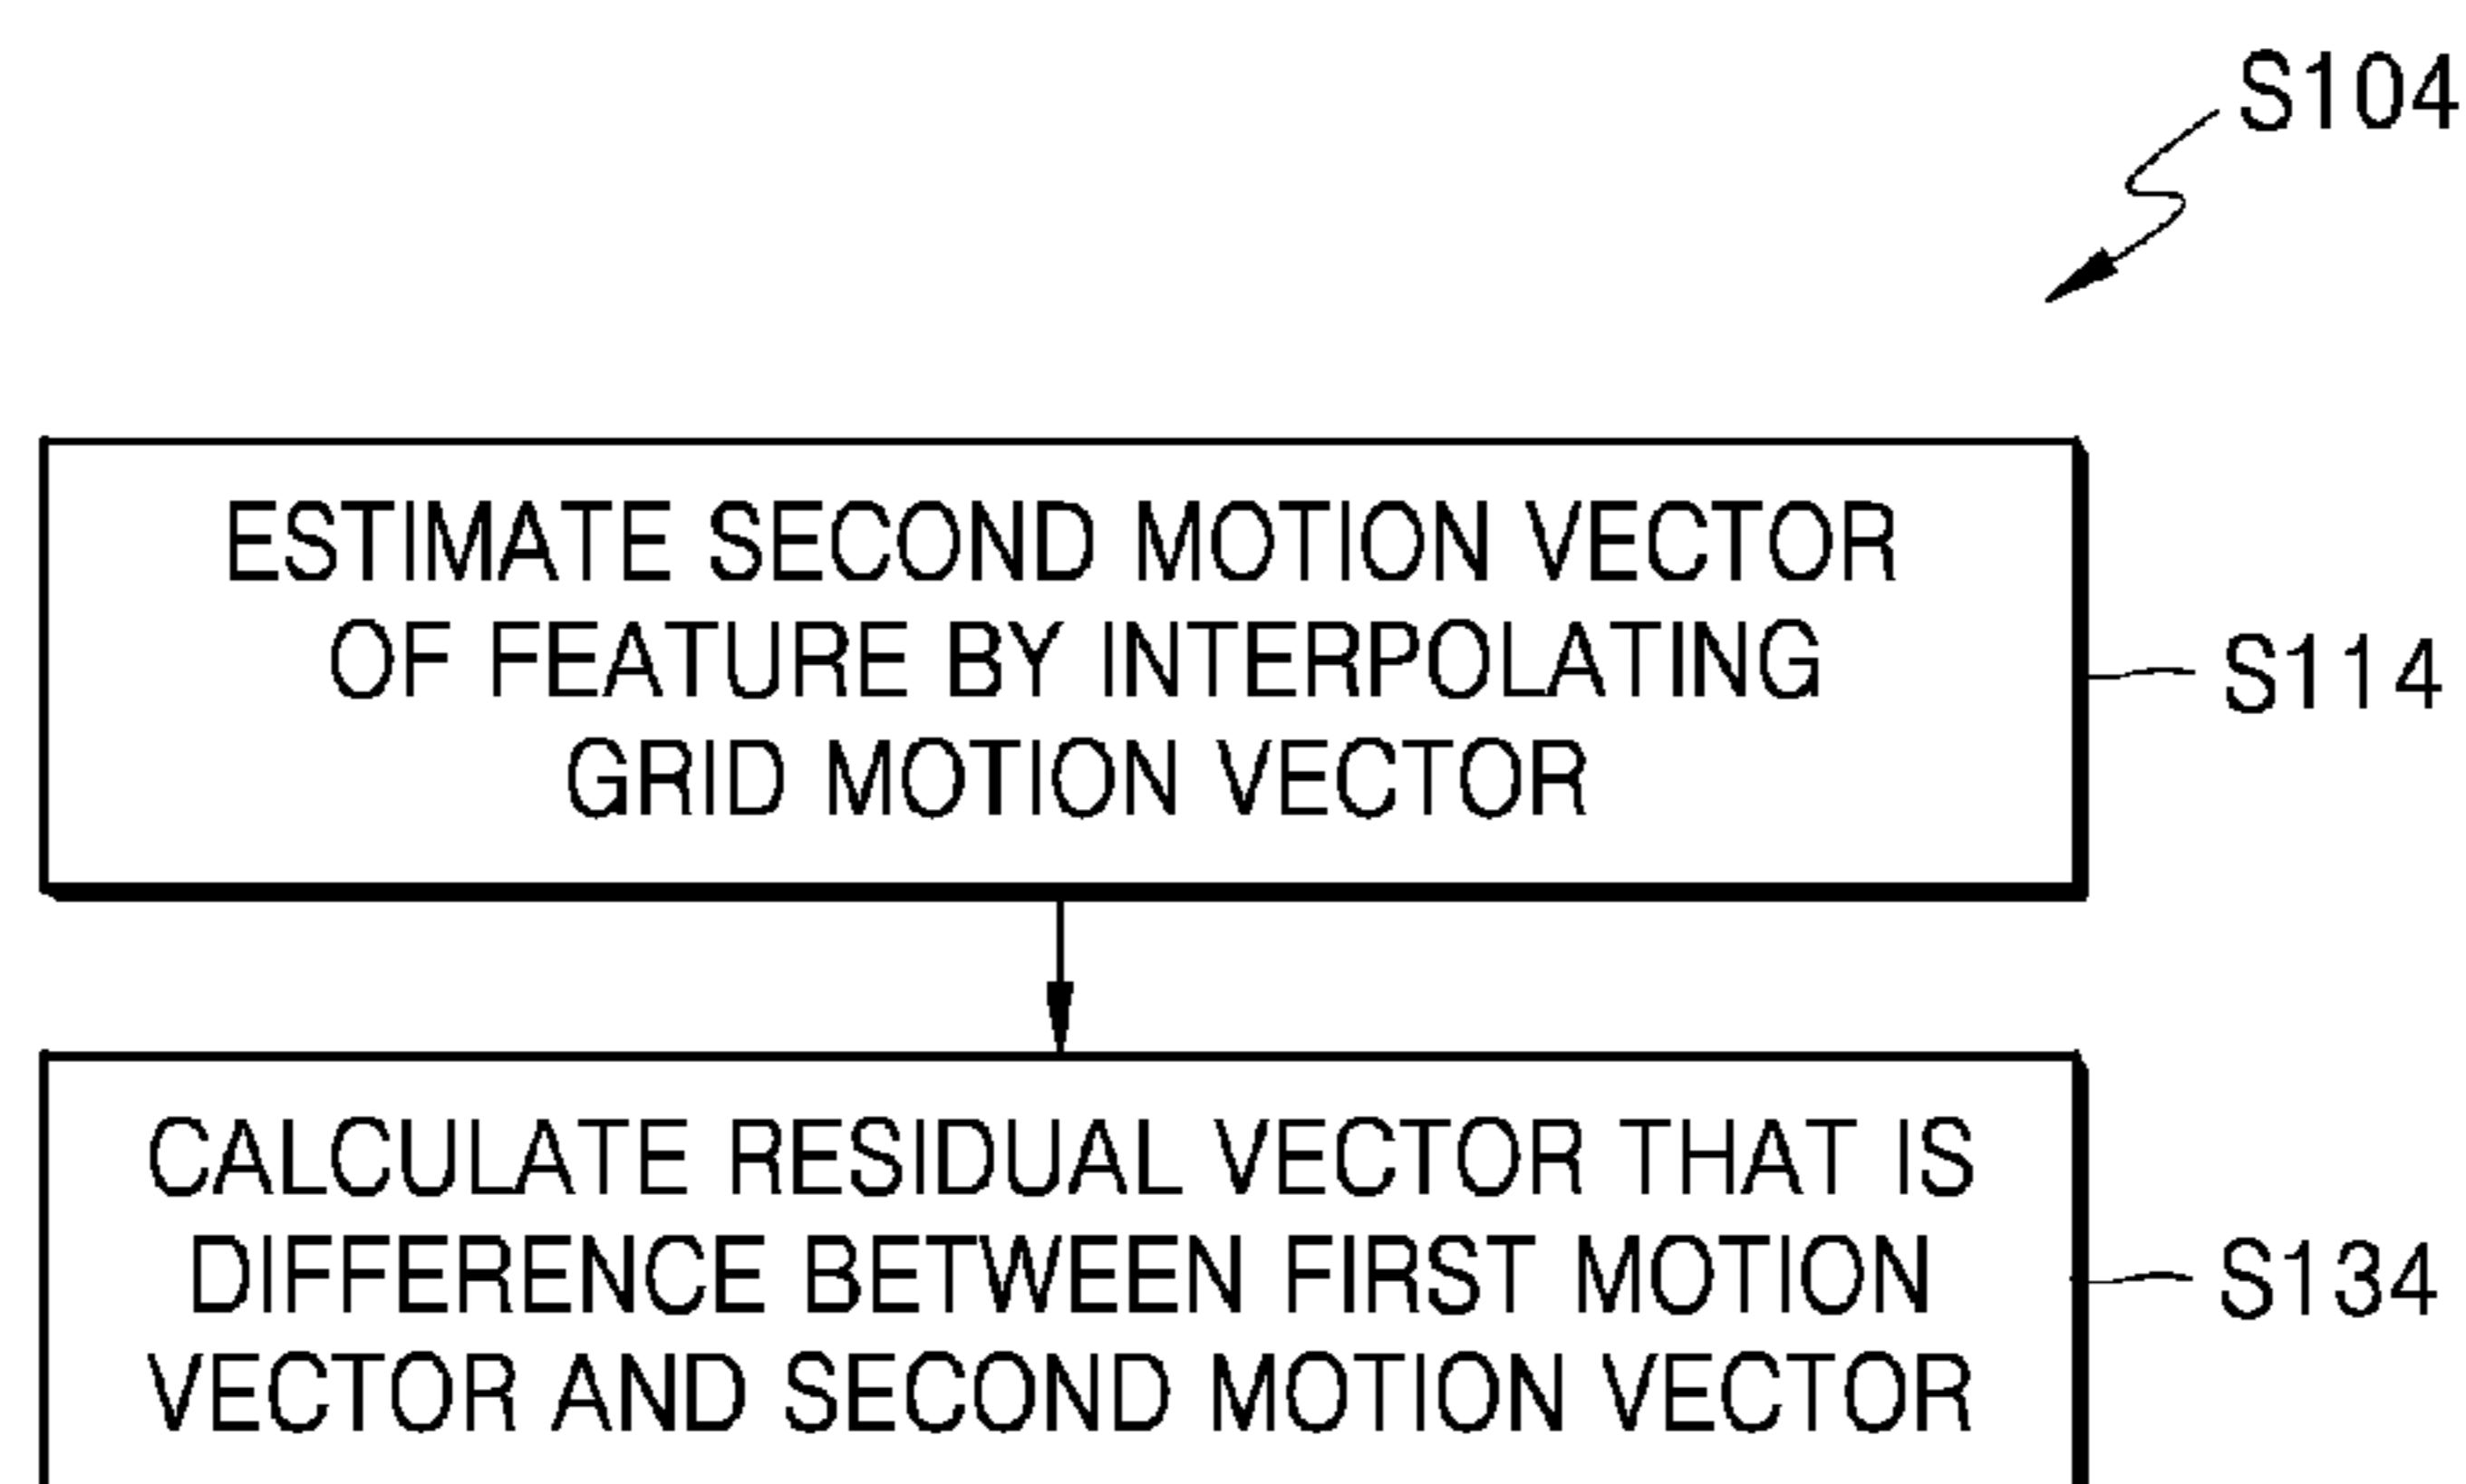 S104
ESTIMATE SECOND MOTION VECTOR
OF FEATURE BY INTERPOLATING
GRID MOTION VECTOR
S114
CALCULATE RESIDUAL VECTOR THAT IS
DIFFERENCE BETWEEN FIRST MOTION
VECTOR AND SECOND MOTION VECTOR
S134